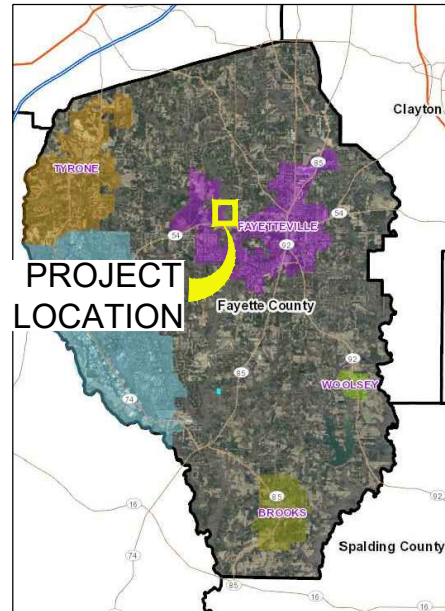 Clayton
85
TYRONE
54
54
FAYETTEVILLE
92
PROJECT
LOCATION
Fayette County
92
85
WOOLSEY
74
85
92
16
BROOKS
Spalding County
16
74
85